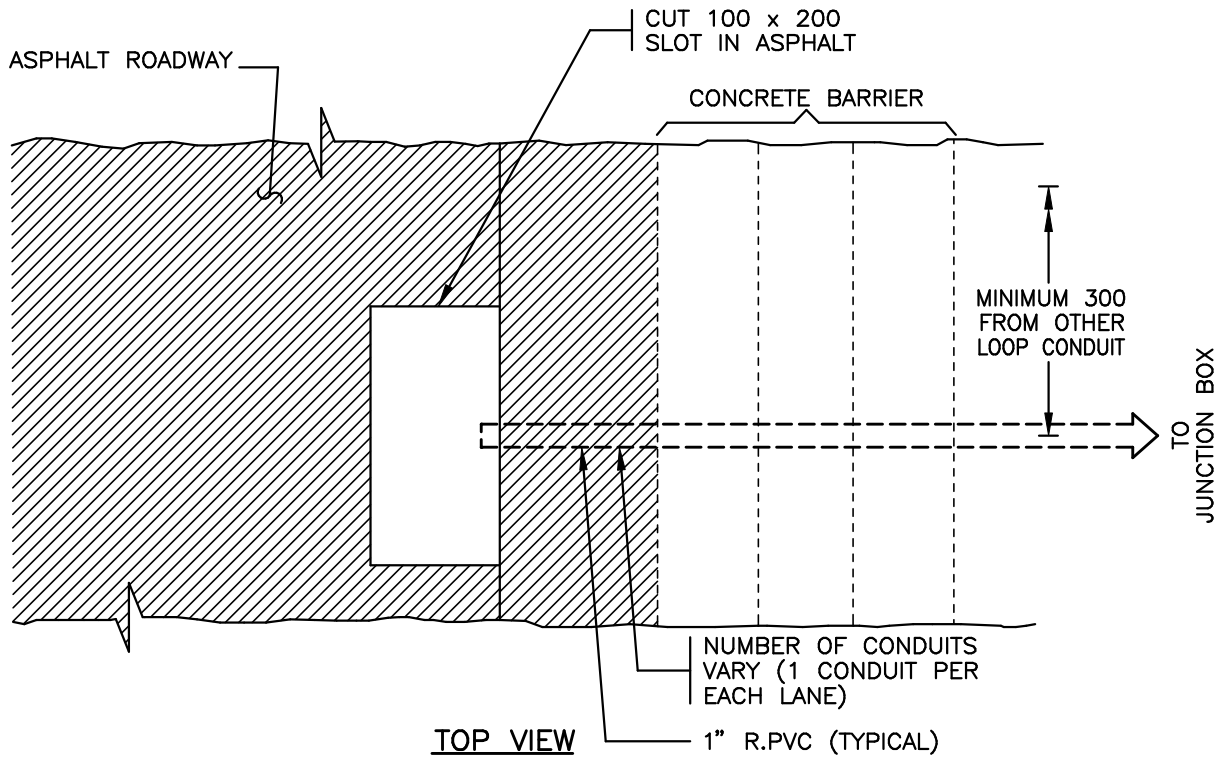 CUT 100 x 200
SLOT IN ASPHALT
ASPHALT ROADWAY
CONCRETE BARRIER
MINIMUM 300
FROM OTHER
LOOP CONDUIT
TO
JUNCTION BOX
NUMBER OF CONDUITS
VARY (1 CONDUIT PER
EACH LANE)
TOP VIEW
1" R.PVC (TYPICAL)